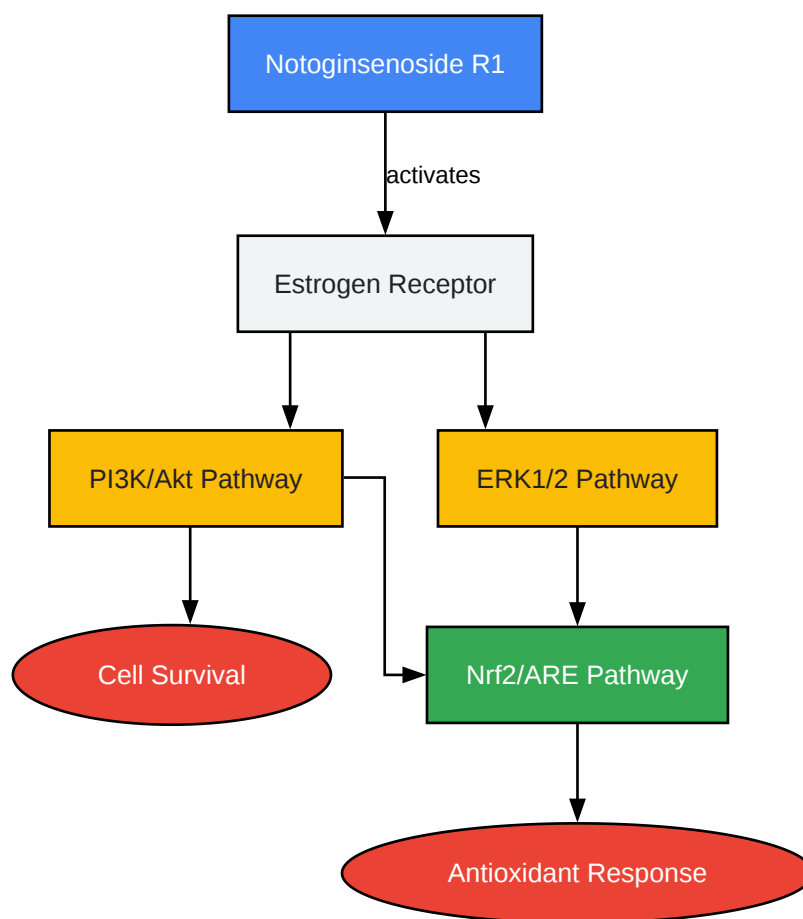 Notoginsenoside R1
activates
Estrogen Receptor
PI3K/Akt Pathway
ERK1/2 Pathway
Cell Survival
Nrf2/ARE Pathway
Antioxidant Response